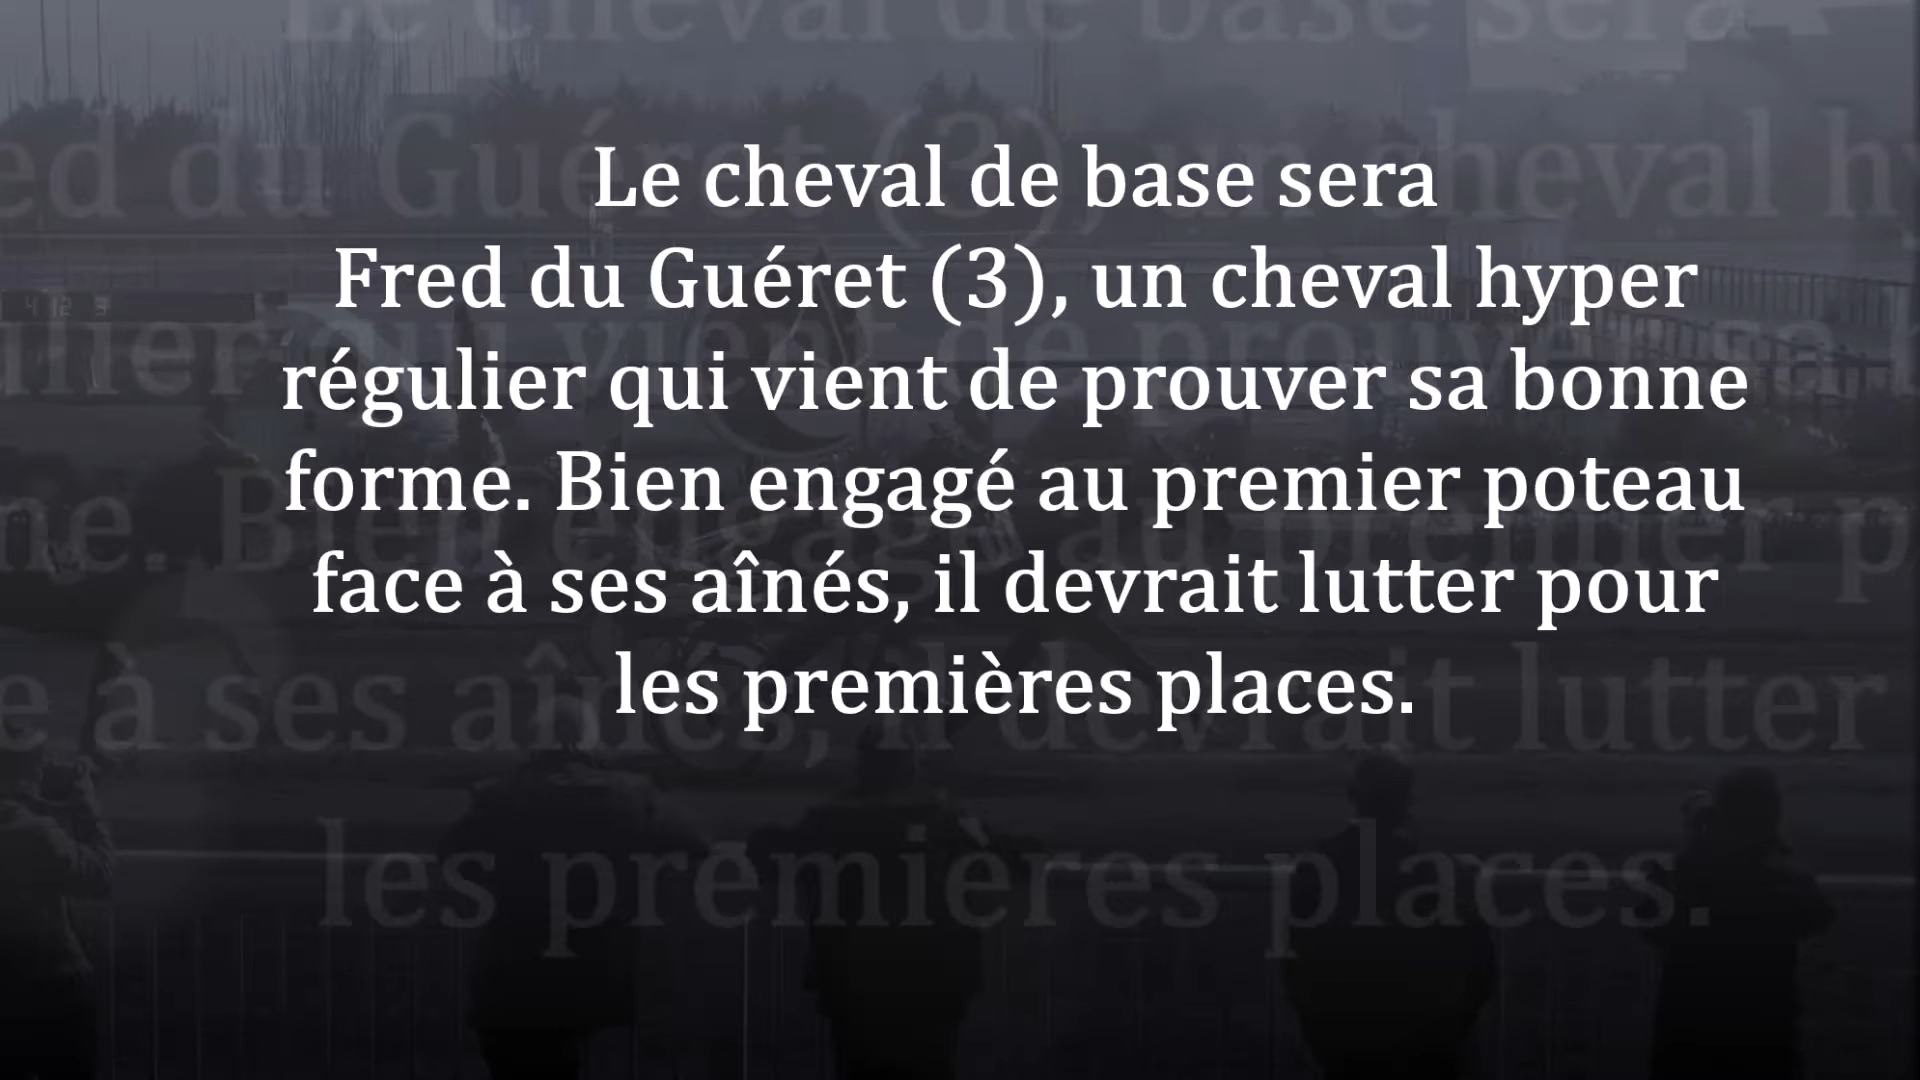 Le cheval de base sera
Fred du Guéret (3), un cheval hyper
régulier qui vient de prouver sa bonne
forme. Bien engagé au premier poteau
face à ses aînés, il devrait lutter pour
les premières places.